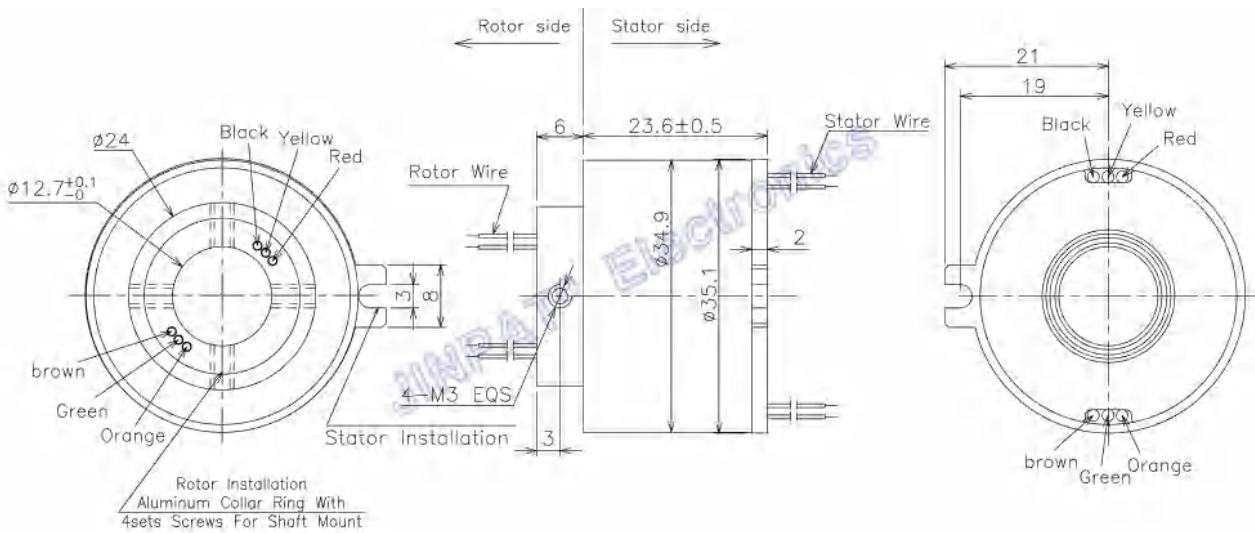 Rotor side
Stator side
21
19
Black
Yellow
Red
ø24
ø12.7+0.1 -0
6
23.6±0.5
Stator Wire
Rotor Wire
Black
Yellow
Red
3
8
ø34.9
ø35.1
2
JINPAT Electronics
brown
Green
Orange
4-M3 EQS
Stator Installation
3
brown
Green
Orange
Rotor Installation
Aluminum Collar Ring With
4sets Screws For Shaft Mount